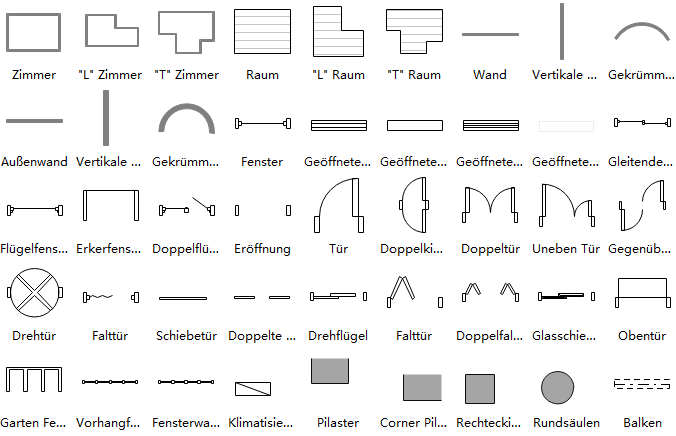 Zimmer "L" Zimmer "T" Zimmer Raum "L" Raum "T" Raum Wand Vertikale ... Gekrümm...
Außenwand Vertikale ... Gekrümm... Fenster Geöffnete... Geöffnete... Geöffnete... Geöffnete... Gleitende...
Flügelfens... Erkerfens... Doppelflü... Eröffnung Tür Doppelki... Doppeltür Uneben Tür Gegenüb...
Drehtür Falttür Schiebetür Doppelte ... Drehflügel Falttür Doppelfal... Glasschie... Obentür
Garten Fe... Vorhangf... Fensterwa... Klimatisie... Pilaster Corner Pil... Rechtecki... Rundsäulen Balken